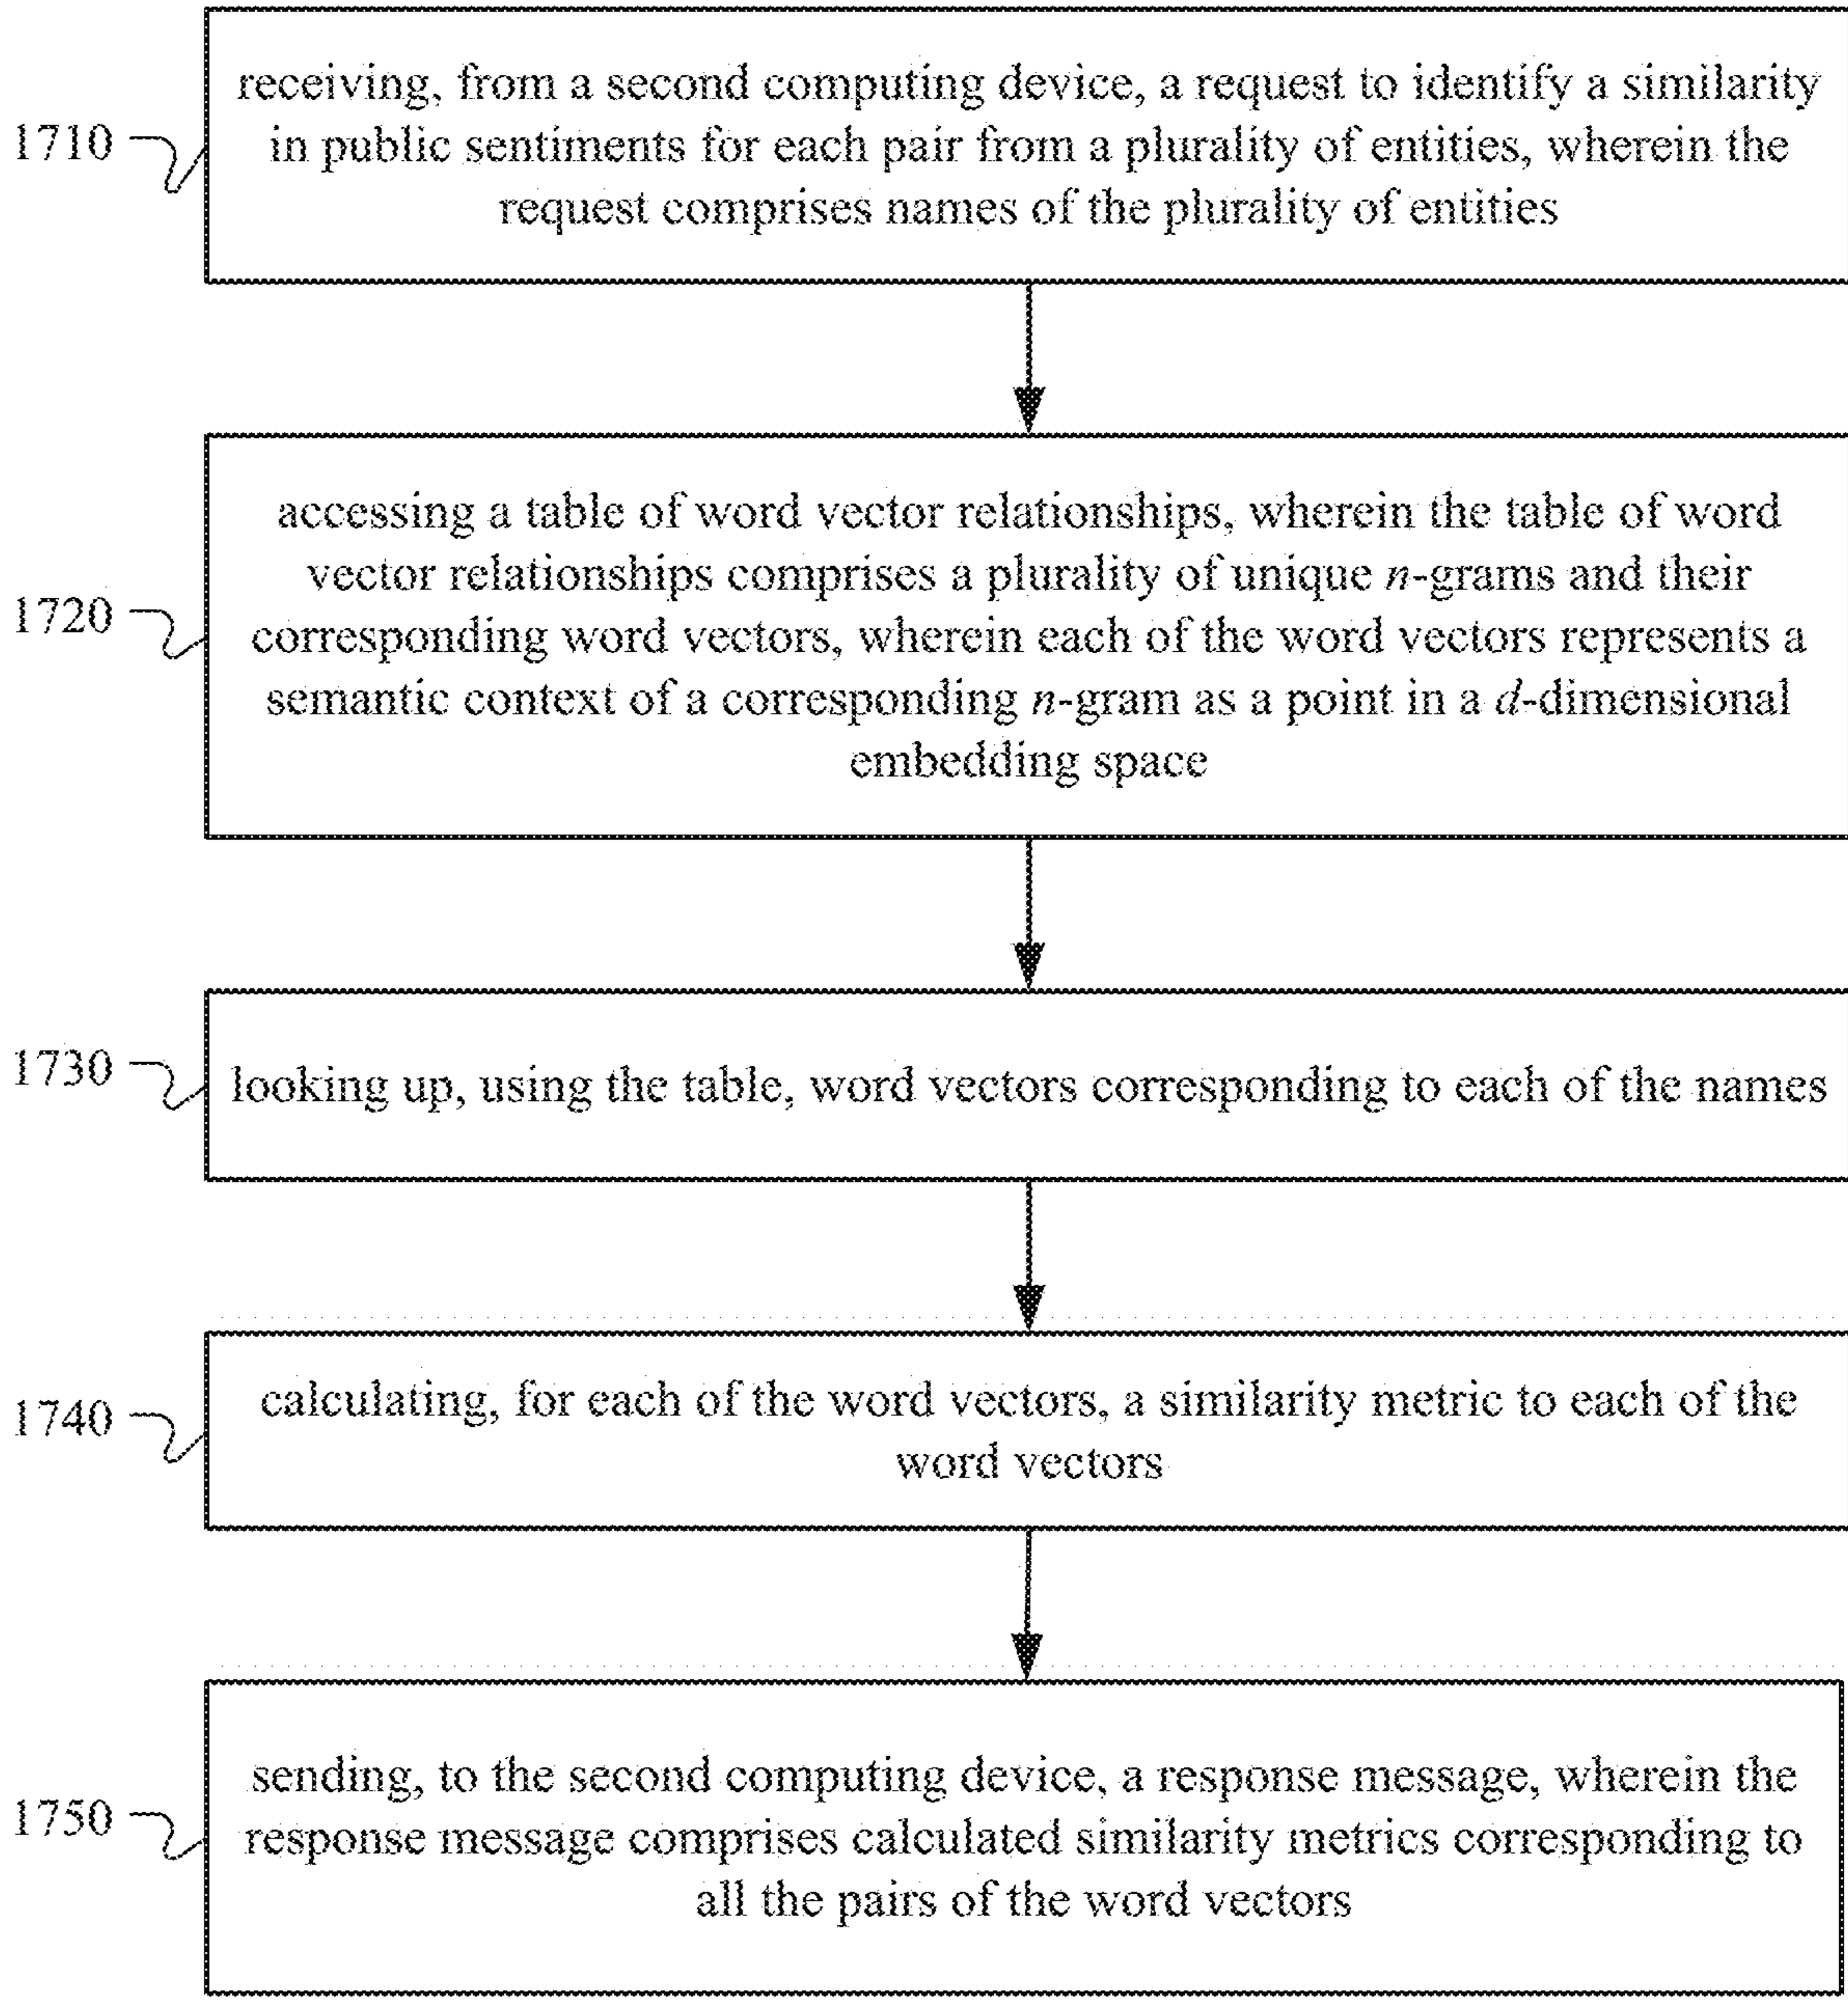 1710
receiving, from a second computing device, a request to identify a similarity
in public sentiments for each pair from a plurality of entities, wherein the
request comprises names of the plurality of entities
1720
accessing a table of word vector relationships, wherein the table of word
vector relationships comprises a plurality of unique n-grams and their
corresponding word vectors, wherein each of the word vectors represents a
semantic context of a corresponding n-gram as a point in a d-dimensional
embedding space
1730
looking up, using the table, word vectors corresponding to each of the names
1740
calculating, for each of the word vectors, a similarity metric to each of the
word vectors
1750
sending, to the second computing device, a response message, wherein the
response message comprises calculated similarity metrics corresponding to
all the pairs of the word vectors